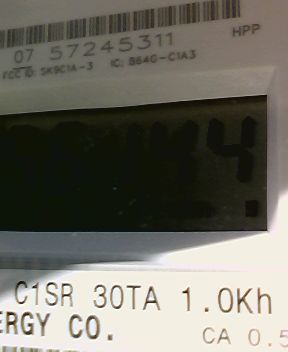 HPP
07 57245311
FCC ID: SK9C1A-3 IC: 864G-C1A3
44
C1SR 30TA 1.0Kh
ERGY CO.
CA 0.5